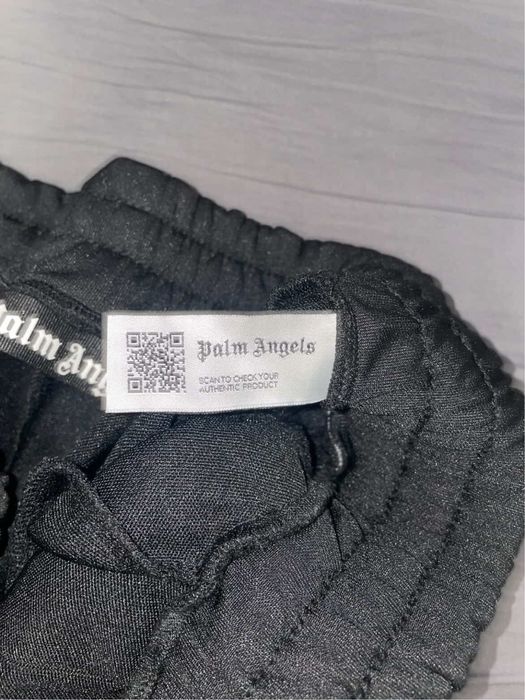 Palm Ang
Palm Angels
SCAN TO CHECK YOUR
AUTHENTIC PRODUCT